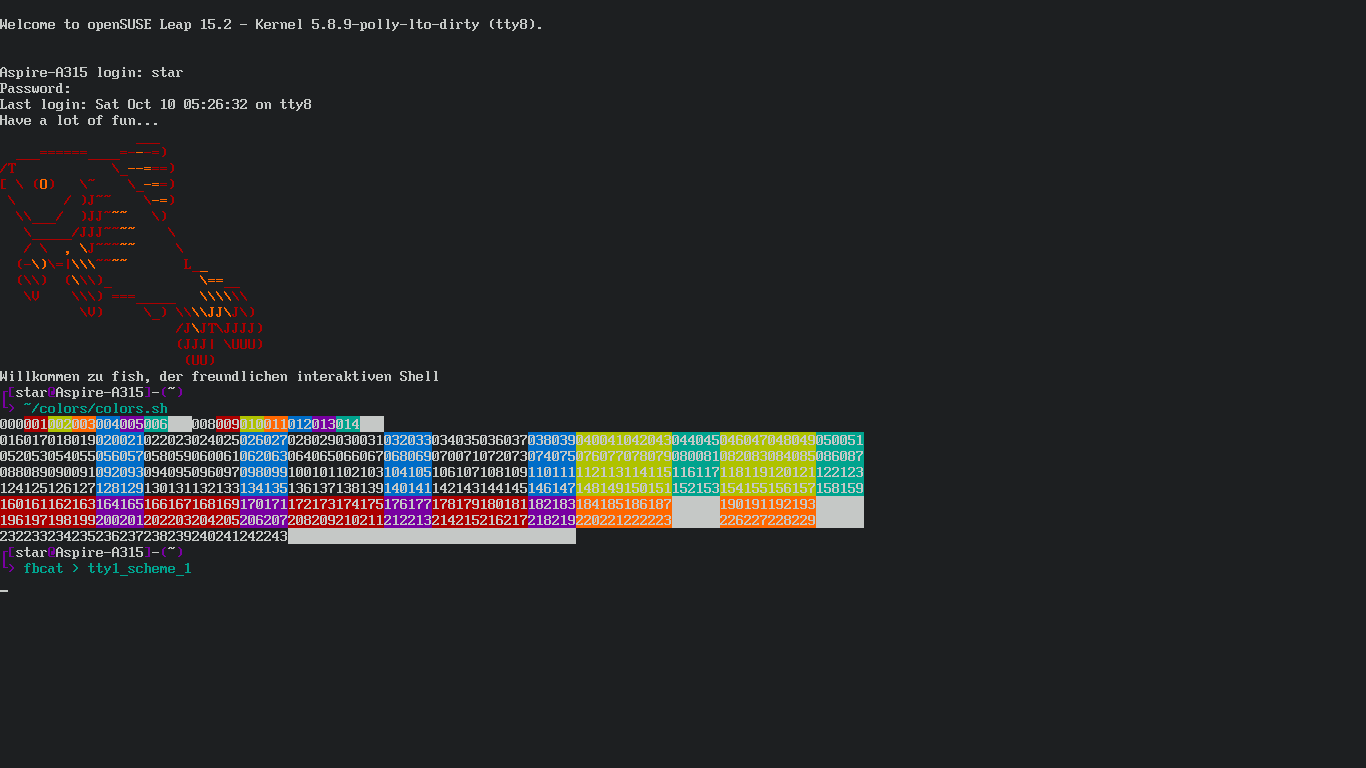 Welcome to openSUSE Leap 15.2 - Kernel 5.8.9-polly-lto-dirty (tty8).
Aspire-A315 login: star
Password:
Last login: Sat Oct 10 05:26:32 on tty8
Have a lot of fun...
Willkommen zu fish, der freundlichen interaktiven Shell
[star@Aspire-A315]-(~)
~/colors/colors.sh
000001002003004005006   008009010011012013014
016017018019020021022023024025026027028029030031032033034035036037038039040041042043044045046047048049050051
052053054055056057058059060061062063064065066067068069070071072073074075076077078079080081082083084085086087
088089090091092093094095096097098099100101102103104105106107108109110111112113114115116117118119120121122123
124125126127128129130131132133134135136137138139140141142143144145146147148149150151152153154155156157158159
160161162163164165166167168169170171172173174175176177178179180181182183184185186187      190191192193
196197198199200201202203204205206207208209210211212213214215216217218219220221222223      226227228229
232233234235236237238239240241242243
[star@Aspire-A315]-(~)
fbcat > tty1_scheme_1